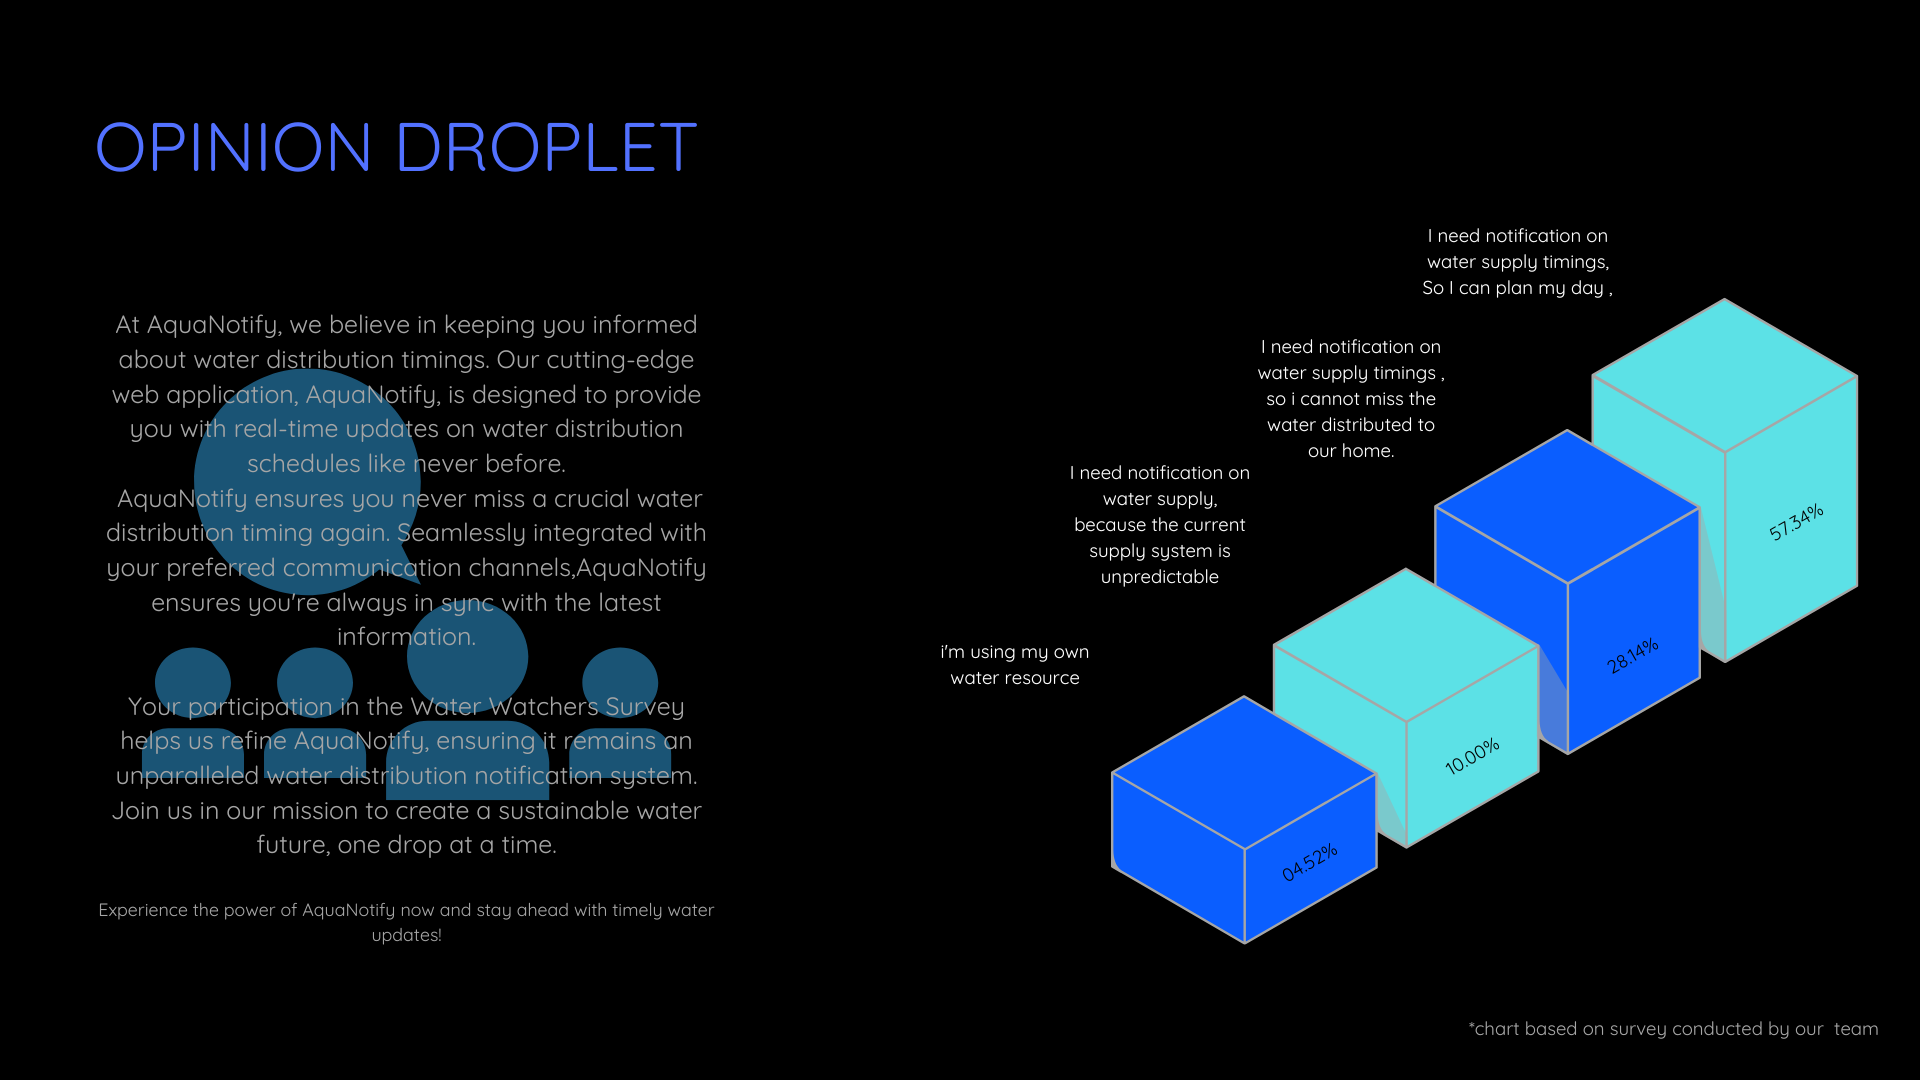 OPINION DROPLET
At AquaNotify, we believe in keeping you informed
about water distribution timings. Our cutting-edge
web application, AquaNotify, is designed to provide
you with real-time updates on water distribution
schedules like never before.
AquaNotify ensures you never miss a crucial water
distribution timing again. Seamlessly integrated with
your preferred communication channels,AquaNotify
ensures you're always in sync with the latest
information.
Your participation in the Water Watchers Survey
helps us refine AquaNotify, ensuring it remains an
unparalleled water distribution notification system.
Join us in our mission to create a sustainable water
future, one drop at a time.
Experience the power of AquaNotify now and stay ahead with timely water
updates!
i'm using my own
water resource
04.52%
I need notification on
water supply,
because the current
supply system is
unpredictable
10.00%
I need notification on
water supply timings ,
so i cannot miss the
water distributed to
our home.
28.14%
I need notification on
water supply timings,
So I can plan my day ,
57.34%
*chart based on survey conducted by our  team